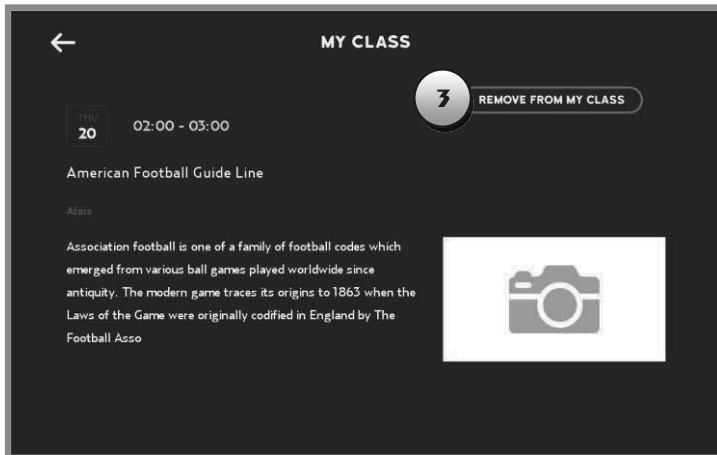 MY CLASS
3
REMOVE FROM MY CLASS
THU
20
02:00 - 03:00
American Football Guide Line
Alois
Association football is one of a family of football codes which
emerged from various ball games played worldwide since
antiquity. The modern game traces its origins to 1863 when the
Laws of the Game were originally codified in England by The
Football Asso